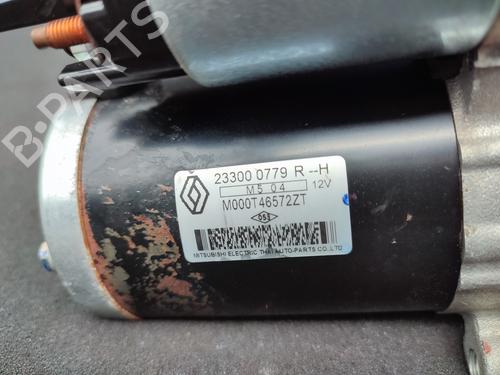 B-PARTS
23300 0779 R --H
M5 04 12V
M000T46572ZT
MITSUBISHI ELECTRIC THAI AUTO-PARTS CO.,LTD